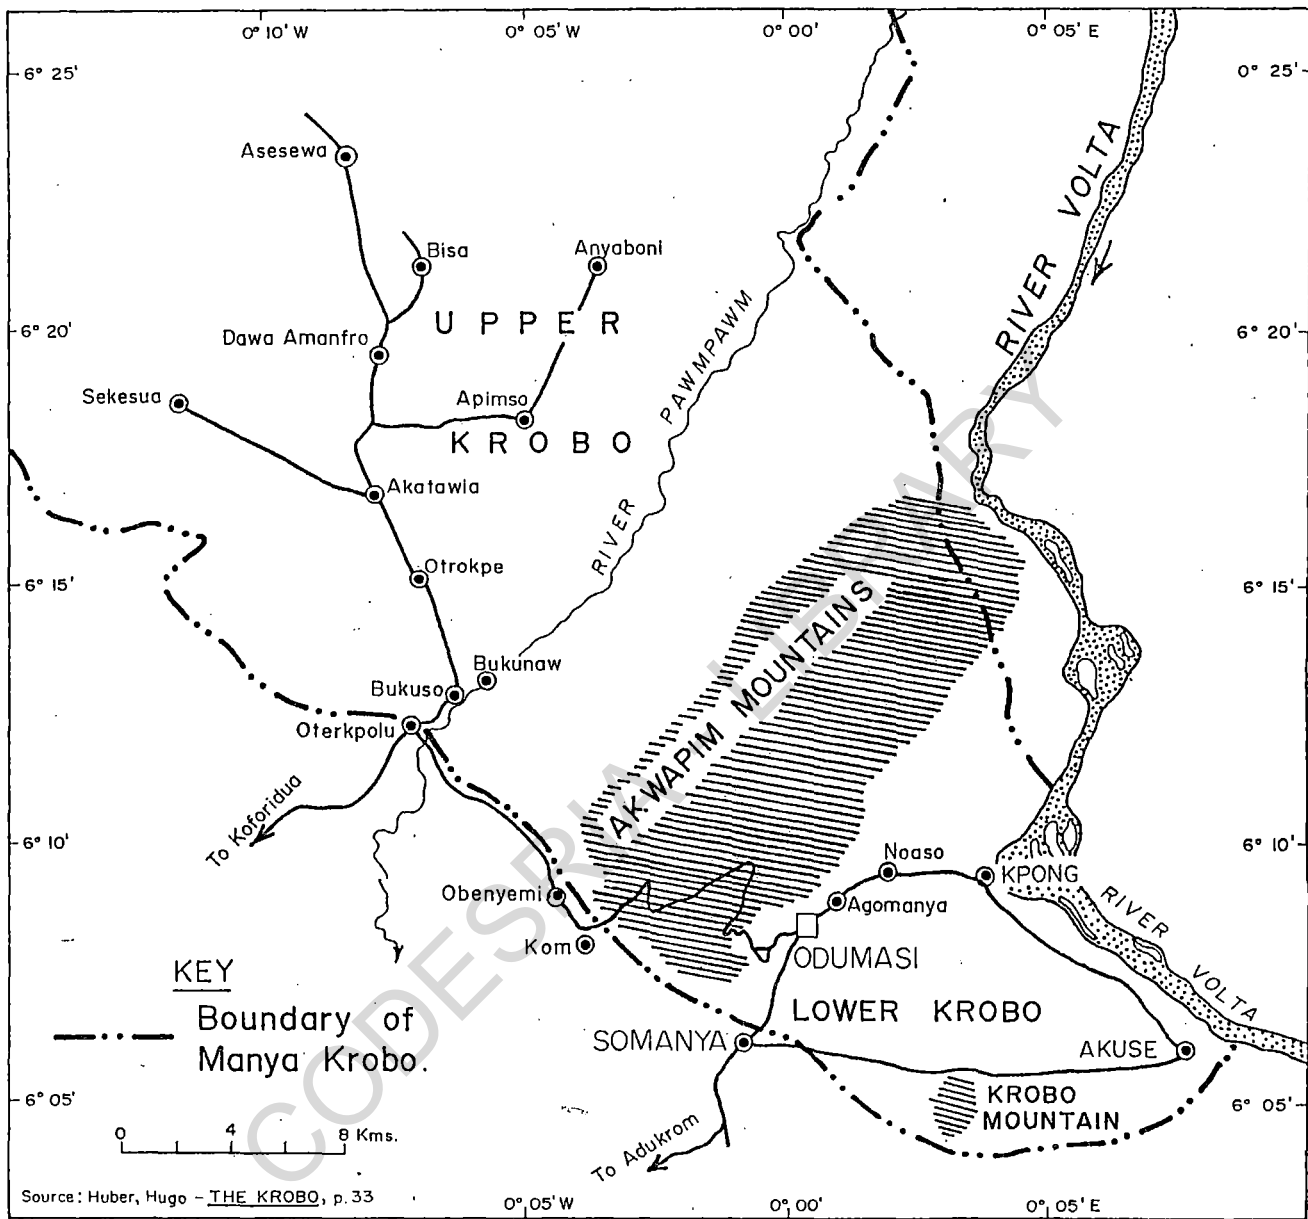 0° 10' W
0° 05' W
0° 00'
0° 05' E
6° 25'
0° 25'
Asesewa
Bisa
Anyaboni
RIVER VOLTA
UPPER
6° 20'
Dawa Amanfro
6° 20'
RIVER PAWMPAWM
Sekesua
Apimso
KROBO
Akatawia
Otrokpe
6° 15'
6° 15'
AKWAPIM MOUNTAINS
Bukunaw
Bukuso
Oterkpolu
To Koforidua
6° 10'
6° 10'
Noaso
KPONG
Obenyemi
Agomanya
RIVER VOLTA
Kom
ODUMASI
KEY
Boundary of
Manya Krobo.
LOWER KROBO
SOMANYA
AKUSE
KROBO
MOUNTAIN
6° 05'
6° 05'
0 4 8 Kms.
To Adukrom
Source: Huber, Hugo - THE KROBO, p. 33
0° 05' W
0° 00'
0° 05' E
CODESRIA - LIBRARY